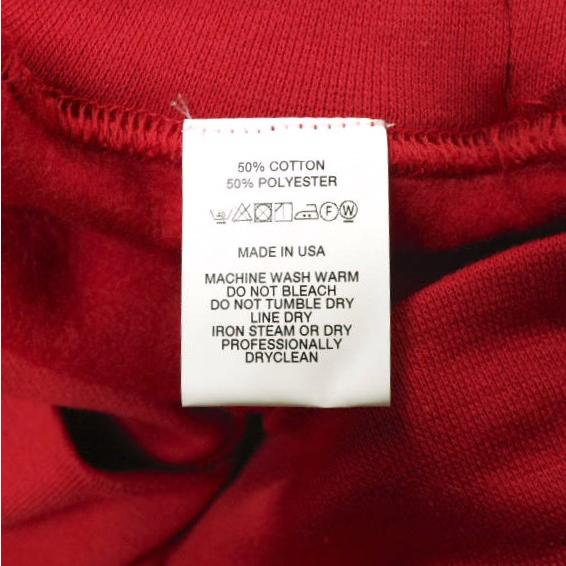 50% COTTON
50% POLYESTER
40 F W
MADE IN USA
MACHINE WASH WARM
DO NOT BLEACH
DO NOT TUMBLE DRY
LINE DRY
IRON STEAM OR DRY
PROFESSIONALLY
DRYCLEAN